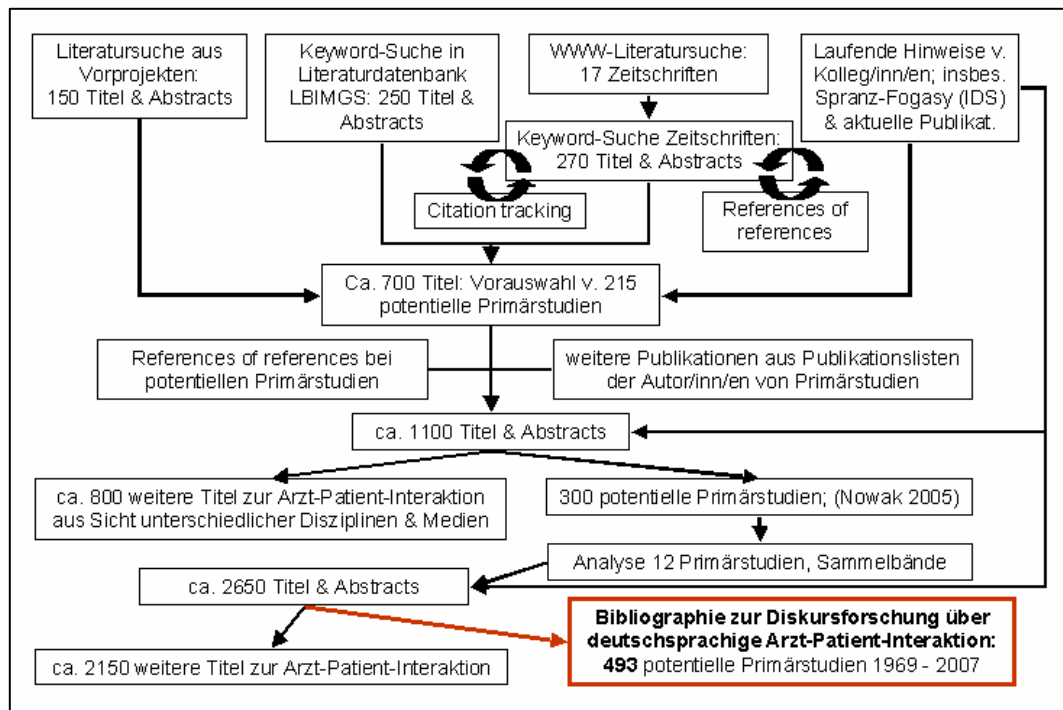 Literatursuche aus
Vorprojekten:
150 Titel & Abstracts
Keyword-Suche in
Literaturdatenbank
LBIMGS: 250 Titel &
Abstracts
WWW-Literatursuche:
17 Zeitschriften
Laufende Hinweise v.
Kolleg/inn/en; insbes.
Spranz-Fogasy (IDS)
& aktuelle Publikat.
Keyword-Suche Zeitschriften:
270 Titel & Abstracts
Citation tracking
References of
references
Ca. 700 Titel: Vorauswahl v. 215
potentielle Primärstudien
References of references bei
potentiellen Primärstudien
weitere Publikationen aus Publikationslisten
der Autor/inn/en von Primärstudien
ca. 1100 Titel & Abstracts
ca. 800 weitere Titel zur Arzt-Patient-Interaktion
aus Sicht unterschiedlicher Disziplinen & Medien
300 potentielle Primärstudien; (Nowak 2005)
Analyse 12 Primärstudien, Sammelbände
ca. 2650 Titel & Abstracts
Bibliographie zur Diskursforschung über
deutschsprachige Arzt-Patient-Interaktion:
493 potentielle Primärstudien 1969 - 2007
ca. 2150 weitere Titel zur Arzt-Patient-Interaktion